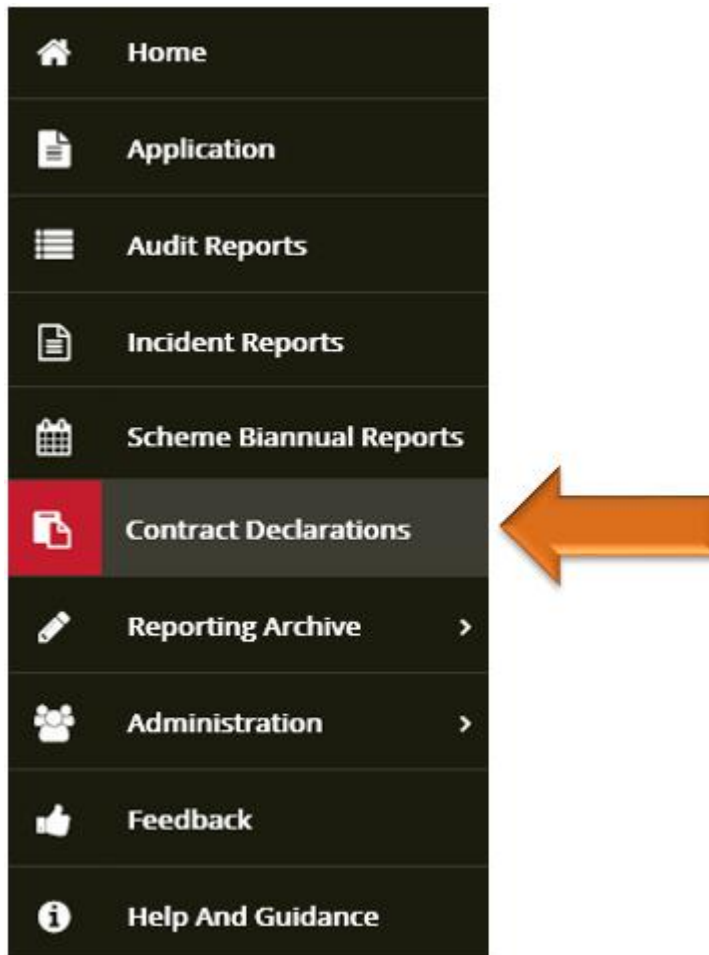 Home
Application
Audit Reports
Incident Reports
Scheme Biannual Reports
Contract Declarations
Reporting Archive
Administration
Feedback
Help And Guidance